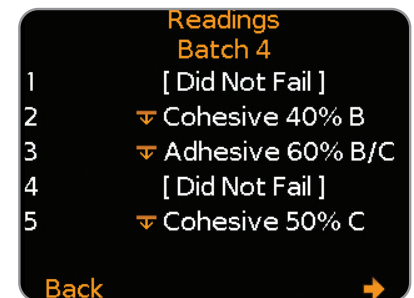 Readings
Batch 4
1 [ Did Not Fail ]
2 Cohesive 40% B
3 Adhesive 60% B/C
4 [ Did Not Fail ]
5 Cohesive 50% C
Back